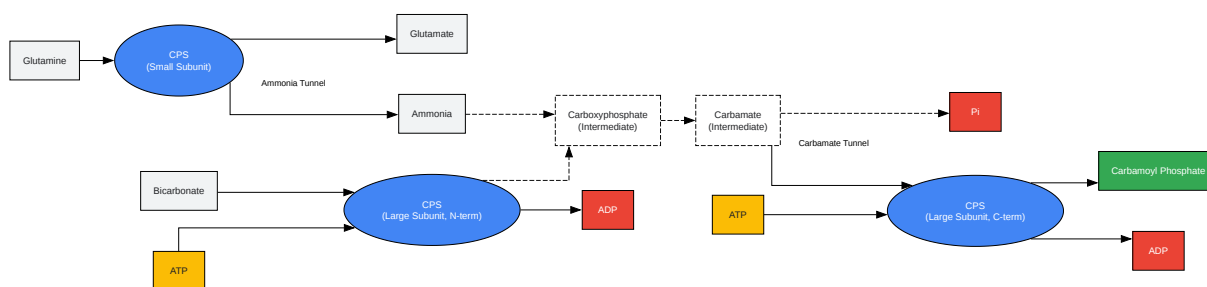 Glutamine
CPS
(Small Subunit)
Glutamate
Ammonia Tunnel
Ammonia
Carboxyphosphate
(Intermediate)
Carbamate
(Intermediate)
Pi
Carbamate Tunnel
Bicarbonate
CPS
(Large Subunit, N-term)
ADP
ATP
ATP
CPS
(Large Subunit, C-term)
Carbamoyl Phosphate
ADP